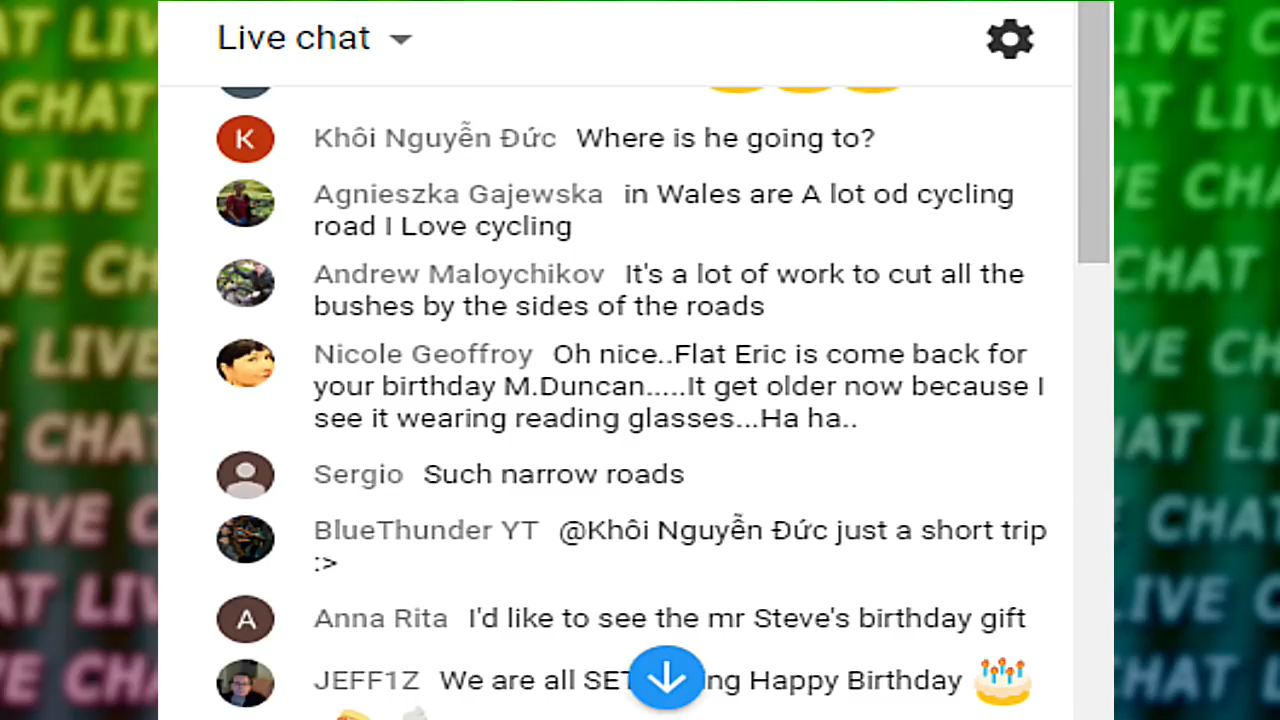 Live chat
K Khôi Nguyễn Đức Where is he going to?
Agnieszka Gajewska in Wales are A lot od cycling
road I Love cycling
Andrew Maloychikov It's a lot of work to cut all the
bushes by the sides of the roads
Nicole Geoffroy Oh nice..Flat Eric is come back for
your birthday M.Duncan.....It get older now because I
see it wearing reading glasses...Ha ha..
Sergio Such narrow roads
BlueThunder YT @Khôi Nguyễn Đức just a short trip
:>
A Anna Rita I'd like to see the mr Steve's birthday gift
JEFF1Z We are all Happy Birthday
LIVE CHAT